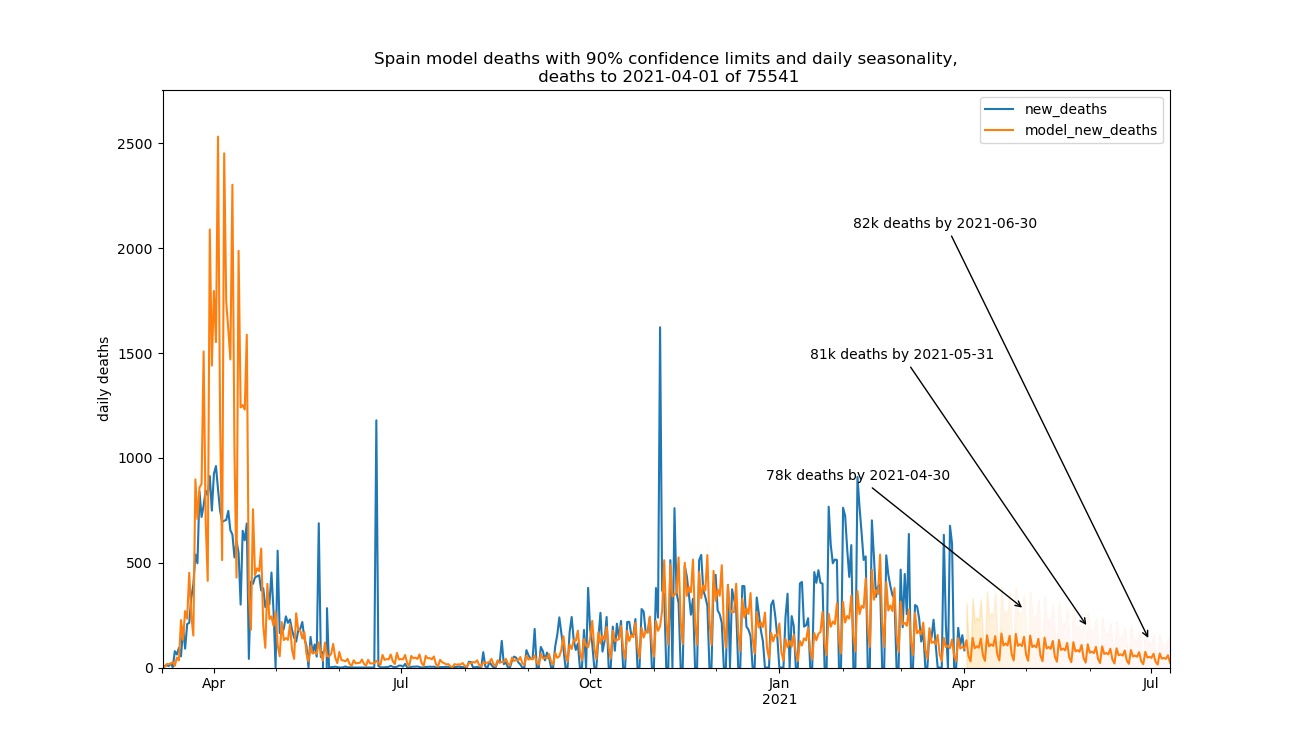 Spain model deaths with 90% confidence limits and daily seasonality,
deaths to 2021-04-01 of 75541
new_deaths
model_new_deaths
2500
2000
1500
1000
500
0
daily deaths
82k deaths by 2021-06-30
81k deaths by 2021-05-31
78k deaths by 2021-04-30
Apr Jul Oct Jan Apr Jul
2021